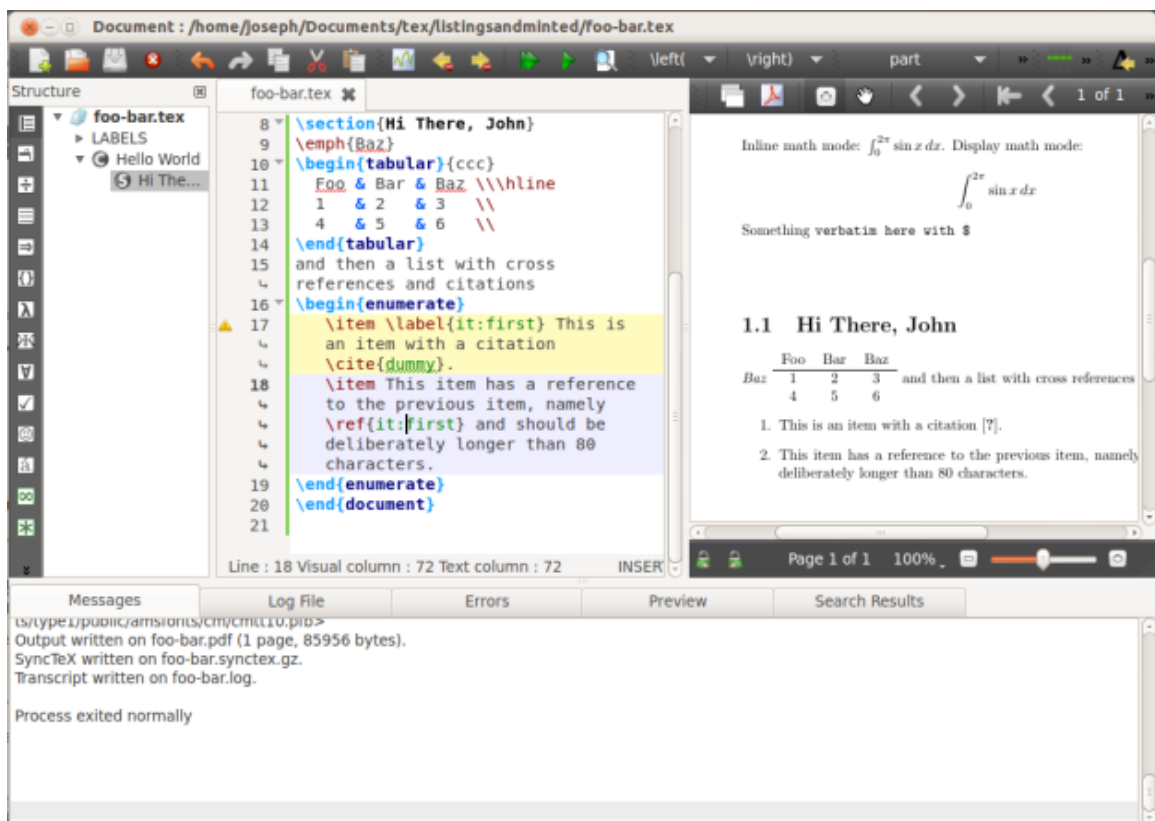 Document : /home/joseph/Documents/tex/listingsandminted/foo-bar.tex
\left( \right) part
Structure
foo-bar.tex
LABELS
Hello World
Hi The...
foo-bar.tex
8 \section{Hi There, John}
9 \emph{Baz}
10 \begin{tabular}{ccc}
11 Foo & Bar & Baz \\\hline
12 1 & 2 & 3 \\
13 4 & 5 & 6 \\
14 \end{tabular}
15 and then a list with cross
references and citations
16 \begin{enumerate}
17 \item \label{it:first} This is
an item with a citation
\cite{dummy}.
18 \item This item has a reference
to the previous item, namely
\ref{it:first} and should be
deliberately longer than 80
characters.
19 \end{enumerate}
20 \end{document}
21
Line : 18 Visual column : 72 Text column : 72 INSER
1 of 1
Inline math mode: ∫₀^{2π} sin x dx. Display math mode:
∫₀^{2π} sin x dx
Something verbatim here with $
1.1 Hi There, John
Foo Bar Baz
Baz 1 2 3 and then a list with cross references
4 5 6
1. This is an item with a citation [?].
2. This item has a reference to the previous item, namely
deliberately longer than 80 characters.
Page 1 of 1 100%
Messages Log File Errors Preview Search Results
ts/type1/public/amsfonts/cm/cmtt10.pfb>
Output written on foo-bar.pdf (1 page, 85956 bytes).
SyncTeX written on foo-bar.synctex.gz.
Transcript written on foo-bar.log.
Process exited normally